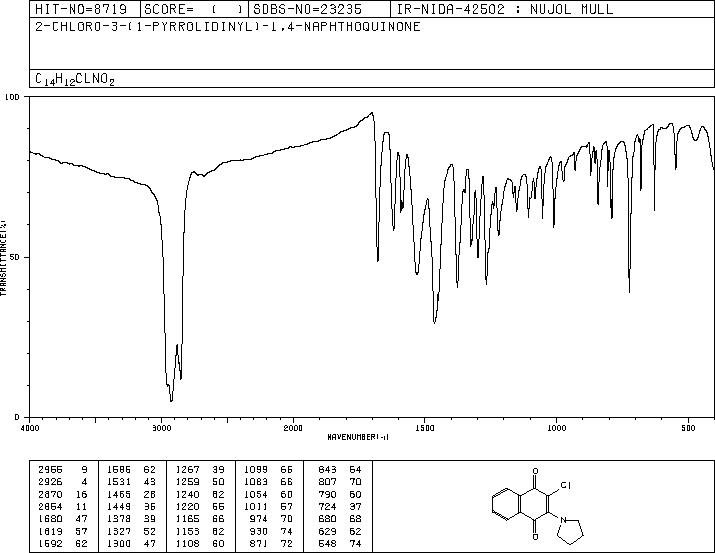 HIT-NO=8719 SCORE= ( ) SDBS-NO=23235 IR-NIDA-42502 : NUJOL MULL
2-CHLORO-3-(1-PYRROLIDINYL)-1,4-NAPHTHOQUINONE
C14H12CLNO2
100
50
0
TRANSMITTANCE(%)
4000 3000 2000 1500 1000 500
WAVENUMBER(-1)
2955 9 1586 62 1267 39 1099 66 843 64
2926 4 1531 43 1259 50 1083 66 807 70
2870 16 1465 28 1240 62 1054 60 790 60
2854 11 1449 36 1220 55 1011 57 724 37
1680 47 1378 39 1165 66 974 70 680 68
1619 57 1327 52 1153 62 930 74 629 62
1592 62 1300 47 1108 60 871 72 548 74
O
Cl
N
O